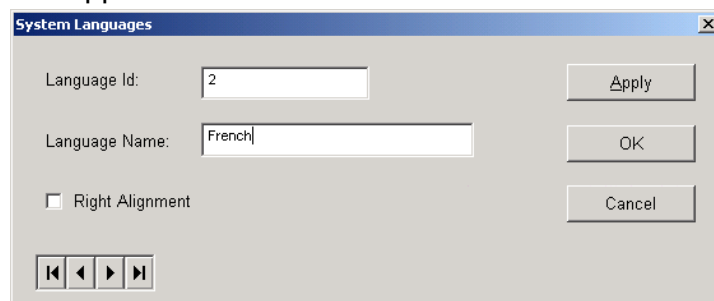 System Languages
Language Id: 2 Apply
Language Name: French OK
Right Alignment Cancel